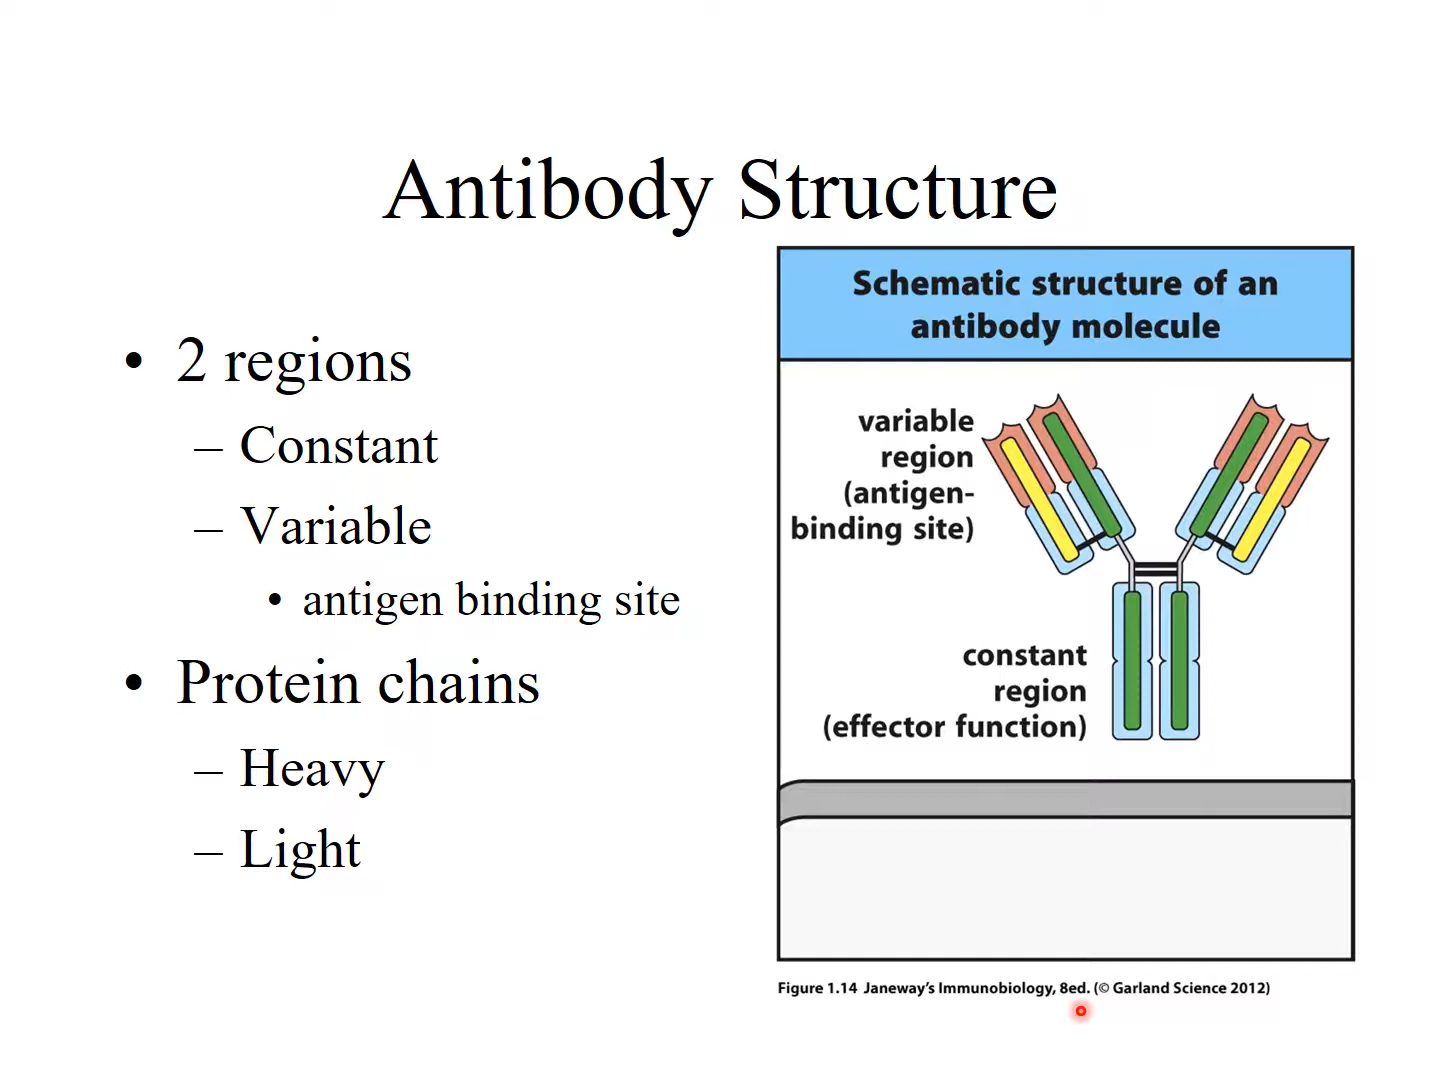 Antibody Structure
• 2 regions
– Constant
– Variable
• antigen binding site
• Protein chains
– Heavy
– Light
Schematic structure of an
antibody molecule
variable
region
(antigen-
binding site)
constant
region
(effector function)
Figure 1.14 Janeway's Immunobiology, 8ed. (© Garland Science 2012)